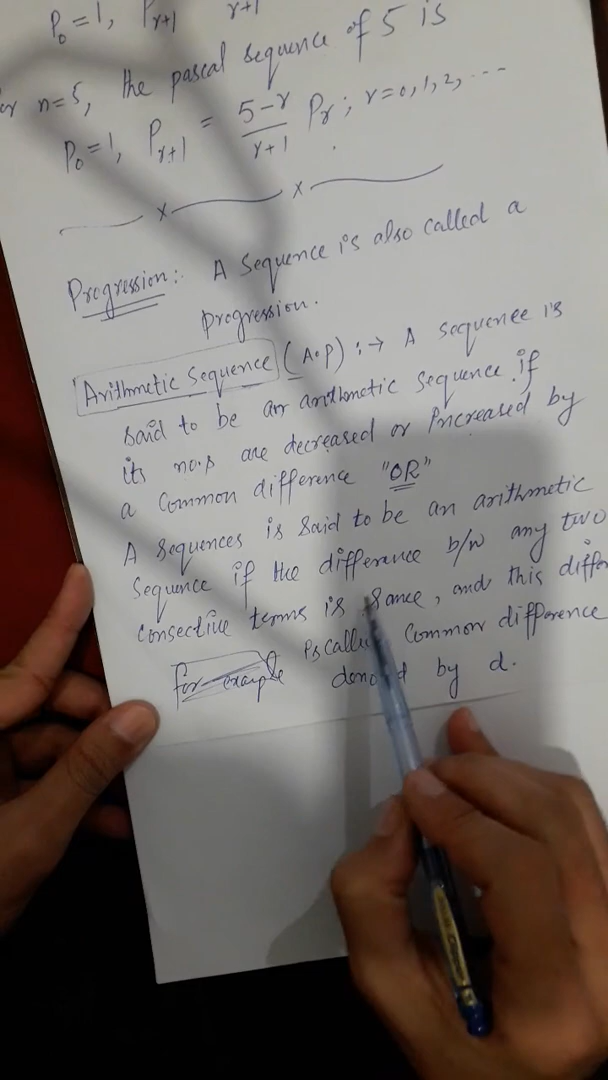 P₀ = 1, Pᵣ₊₁ r+1
n=5, the pascal sequence of 5 is
P₀ = 1, Pᵣ₊₁ = (5-r)/(r+1) Pᵣ ; r=0,1,2,...
x x
Progression:- A sequence is also called a
progression.
Arithmetic Sequence (A.P) :→ A sequence is
said to be an arithmetic sequence if
its no.s are decreased or increased by
a common difference "OR"
A sequences is said to be an arithmetic
sequence if the difference b/w any two
consective terms is same, and this differ
is called common difference
for example denoted by d.